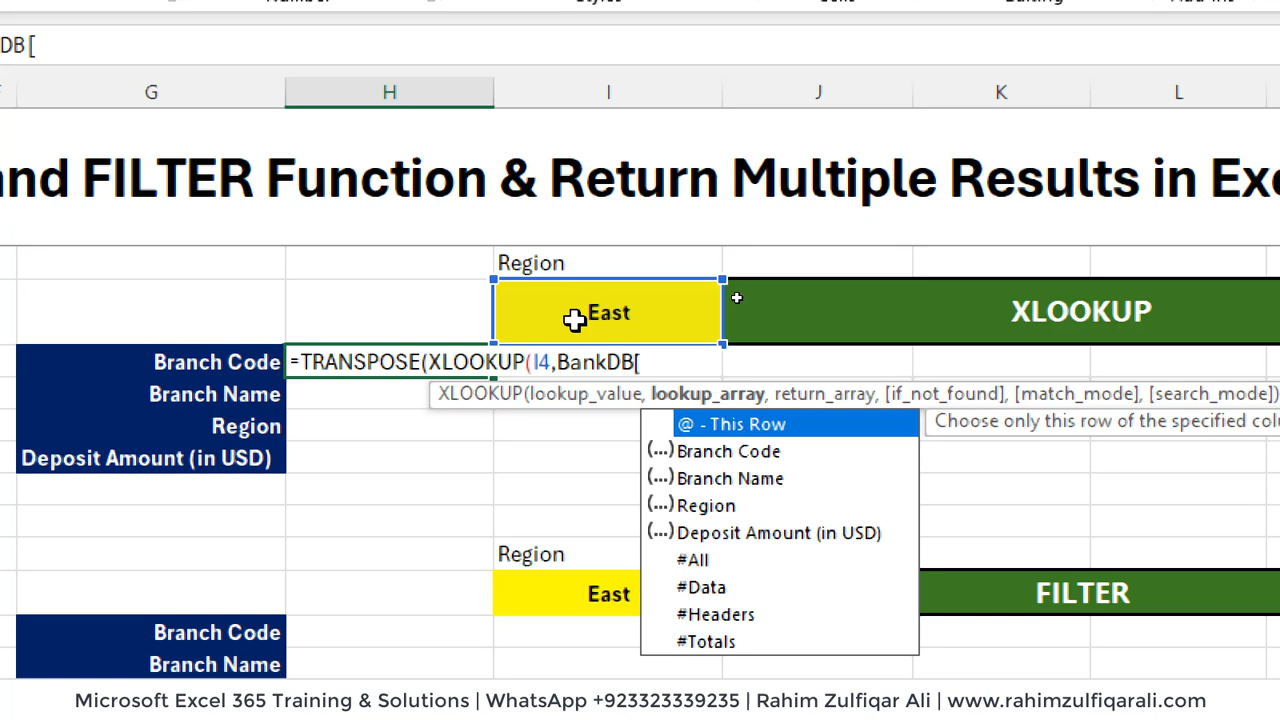 DB[
G H I J K L
and FILTER Function & Return Multiple Results in Exc
Region
East
XLOOKUP
Branch Code
=TRANSPOSE(XLOOKUP(I4,BankDB[
Branch Name
XLOOKUP(lookup_value, lookup_array, return_array, [if_not_found], [match_mode], [search_mode])
Region
@ - This Row
Choose only this row of the specified colu
Deposit Amount (in USD)
(...) Branch Code
(...) Branch Name
(...) Region
(...) Deposit Amount (in USD)
#All
#Data
#Headers
#Totals
Region
East
FILTER
Branch Code
Branch Name
Microsoft Excel 365 Training & Solutions | WhatsApp +923323339235 | Rahim Zulfiqar Ali | www.rahimzulfiqarali.com